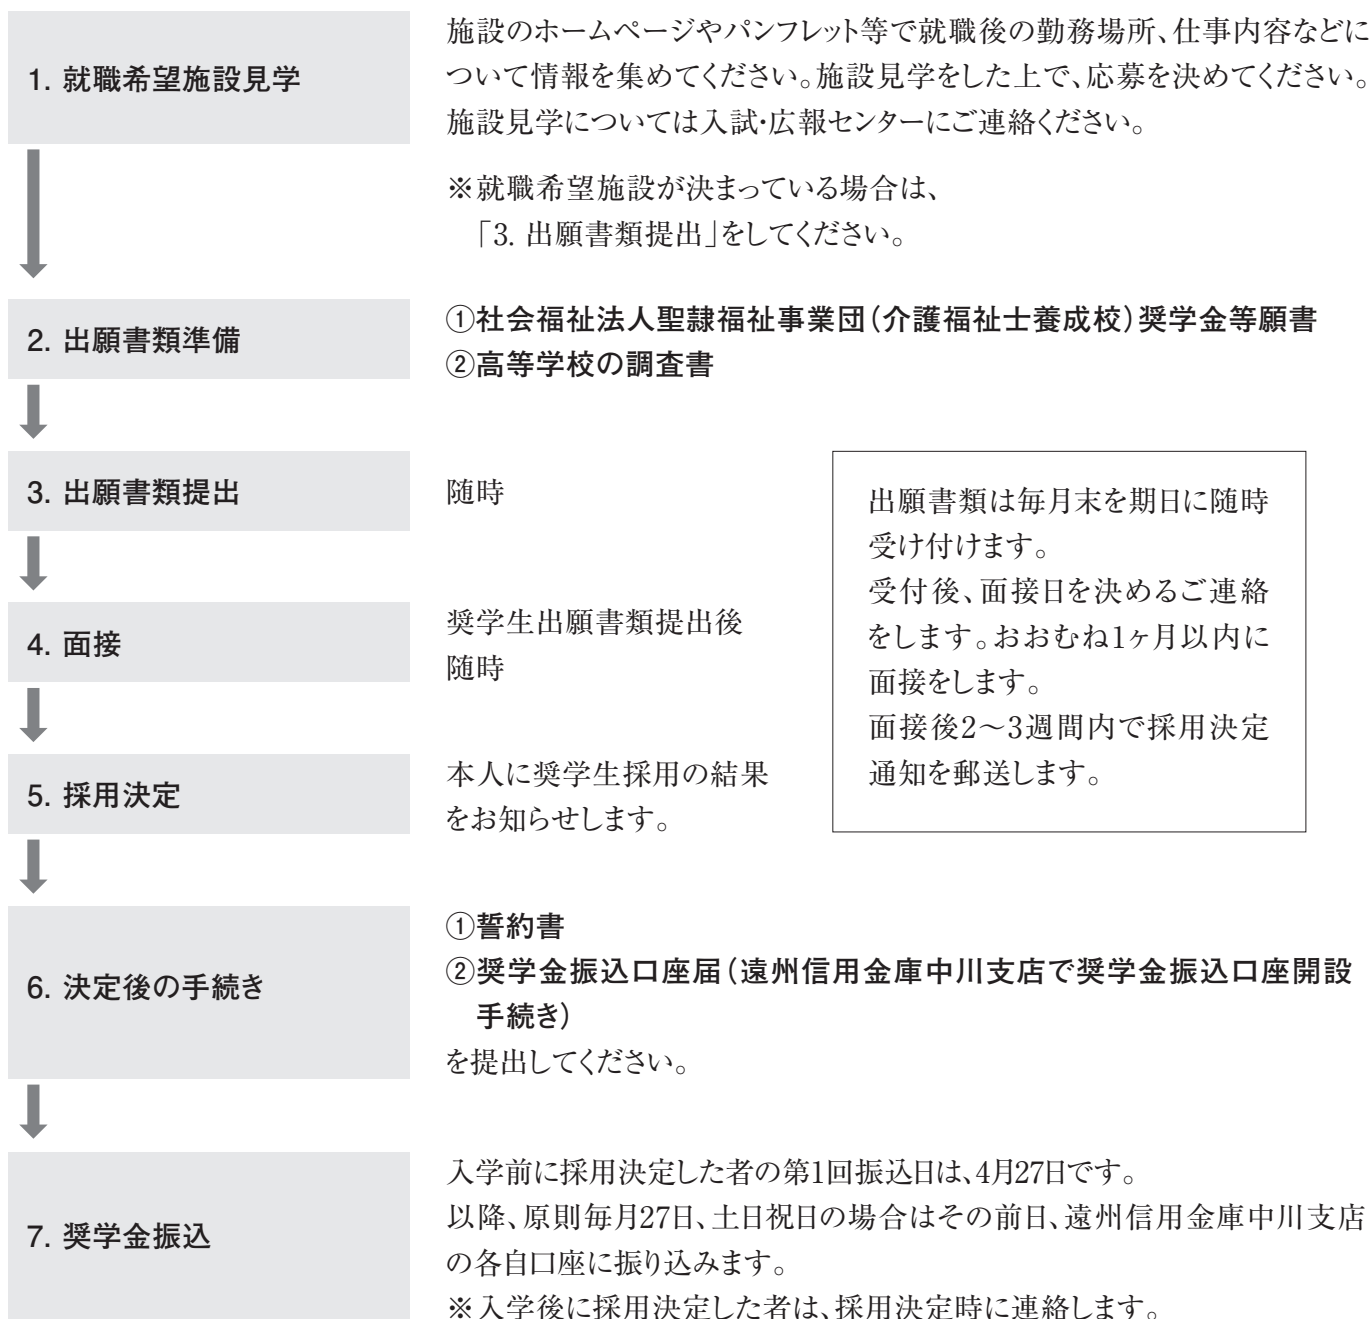 1. 就職希望施設見学
施設のホームページやパンフレット等で就職後の勤務場所、仕事内容などに
ついて情報を集めてください。施設見学をした上で、応募を決めてください。
施設見学については入試・広報センターにご連絡ください。
※就職希望施設が決まっている場合は、
「3. 出願書類提出」をしてください。
2. 出願書類準備
①社会福祉法人聖隷福祉事業団（介護福祉士養成校）奨学金等願書
②高等学校の調査書
3. 出願書類提出
随時
4. 面接
奨学生出願書類提出後
随時
5. 採用決定
本人に奨学生採用の結果
をお知らせします。
出願書類は毎月末を期日に随時
受け付けます。
受付後、面接日を決めるご連絡
をします。おおむね1ヶ月以内に
面接をします。
面接後2～3週間内で採用決定
通知を郵送します。
6. 決定後の手続き
①誓約書
②奨学金振込口座届（遠州信用金庫中川支店で奨学金振込口座開設
手続き）
を提出してください。
7. 奨学金振込
入学前に採用決定した者の第1回振込日は、4月27日です。
以降、原則毎月27日、土日祝日の場合はその前日、遠州信用金庫中川支店
の各自口座に振り込みます。
※入学後に採用決定した者は、採用決定時に連絡します。